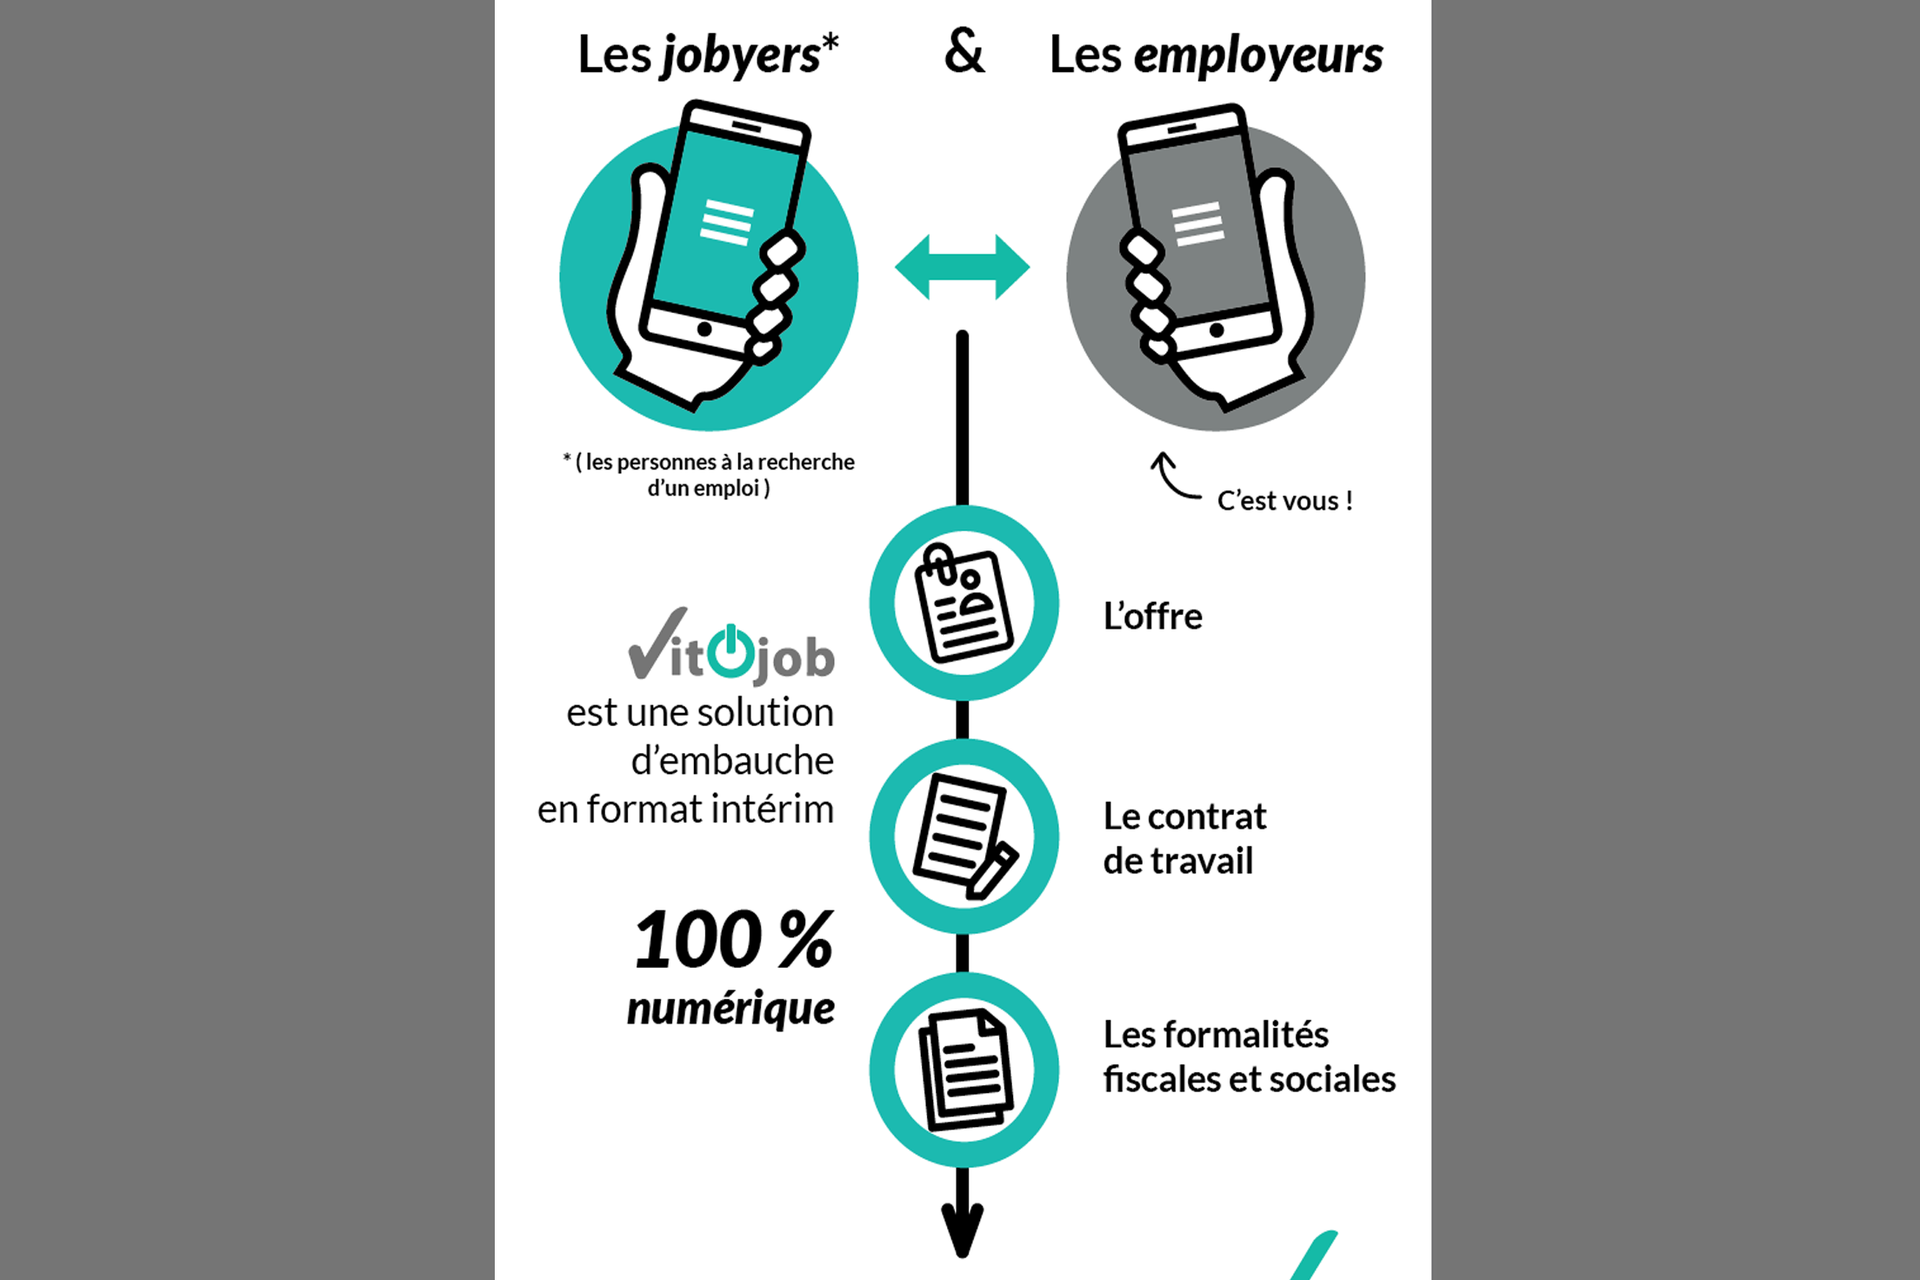 Les jobyers* & Les employeurs
* ( les personnes à la recherche
d’un emploi )
C’est vous !
L’offre
Vitojob
est une solution
d’embauche
en format intérim
Le contrat
de travail
100 %
numérique
Les formalités
fiscales et sociales